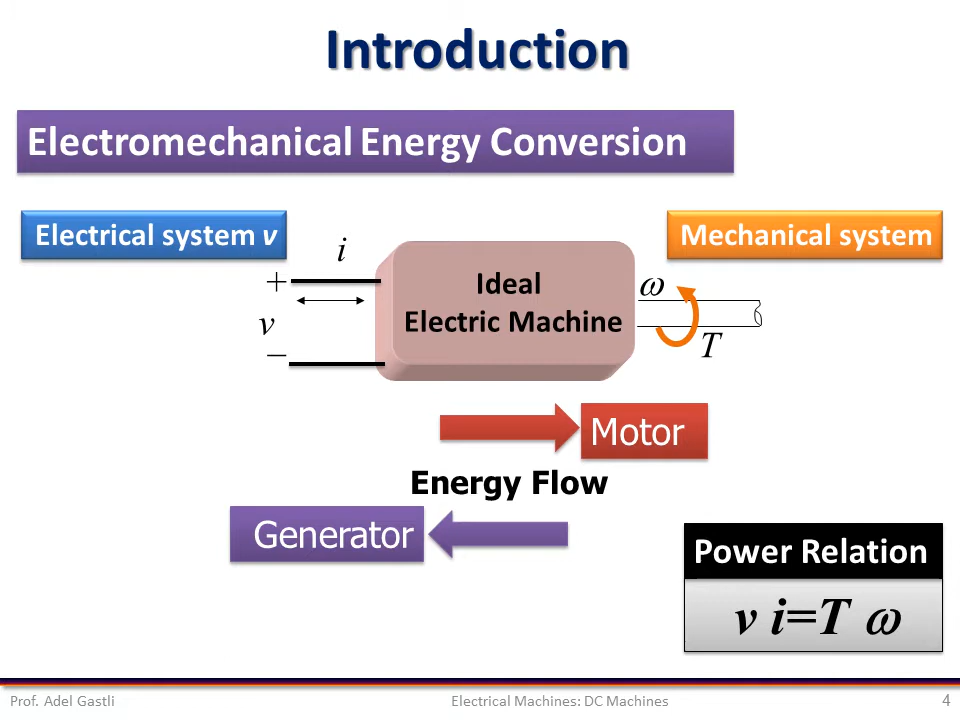 Introduction
Electromechanical Energy Conversion
Electrical system v
Mechanical system
i
+
v
−
Ideal
Electric Machine
ω
T
Motor
Energy Flow
Generator
Power Relation
v i=T ω
Prof. Adel Gastli
Electrical Machines: DC Machines
4